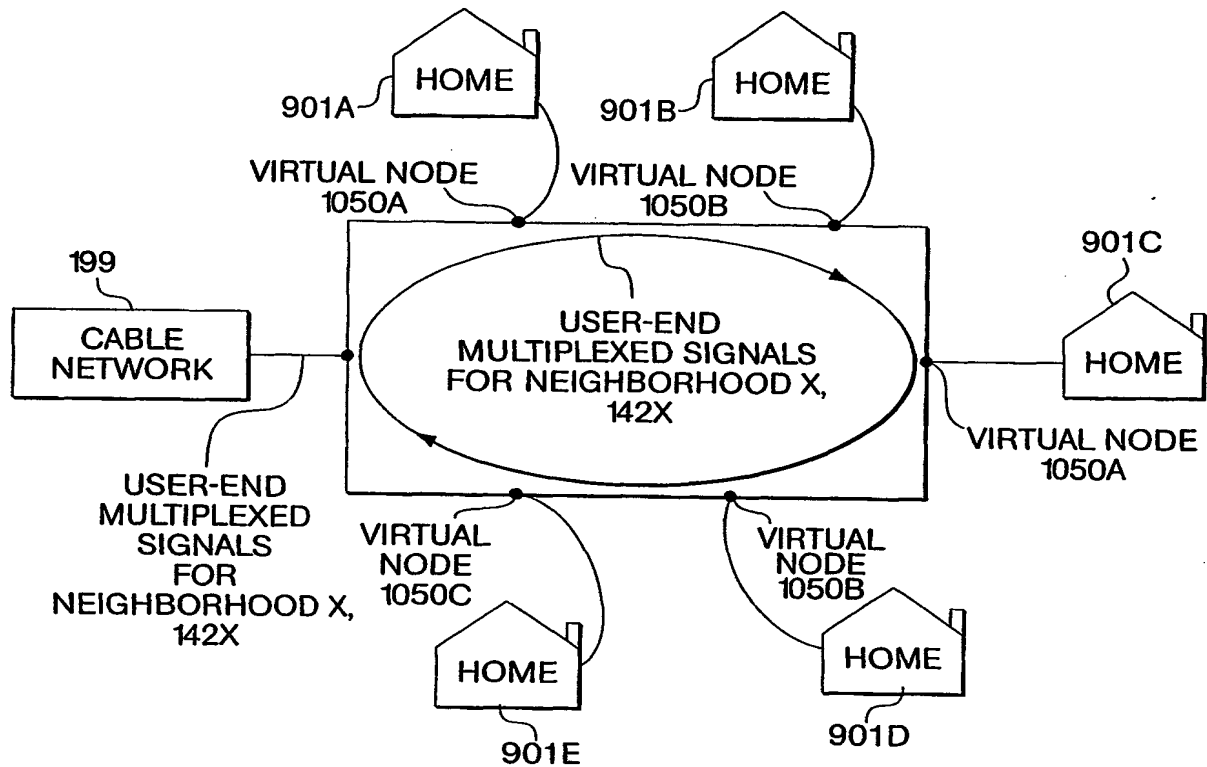 HOME
901A
HOME
901B
VIRTUAL NODE
1050A
VIRTUAL NODE
1050B
901C
HOME
199
CABLE
NETWORK
USER-END
MULTIPLEXED SIGNALS
FOR NEIGHBORHOOD X,
142X
VIRTUAL NODE
1050A
USER-END
MULTIPLEXED
SIGNALS
FOR
NEIGHBORHOOD X,
142X
VIRTUAL
NODE
1050C
VIRTUAL
NODE
1050B
HOME
901E
HOME
901D